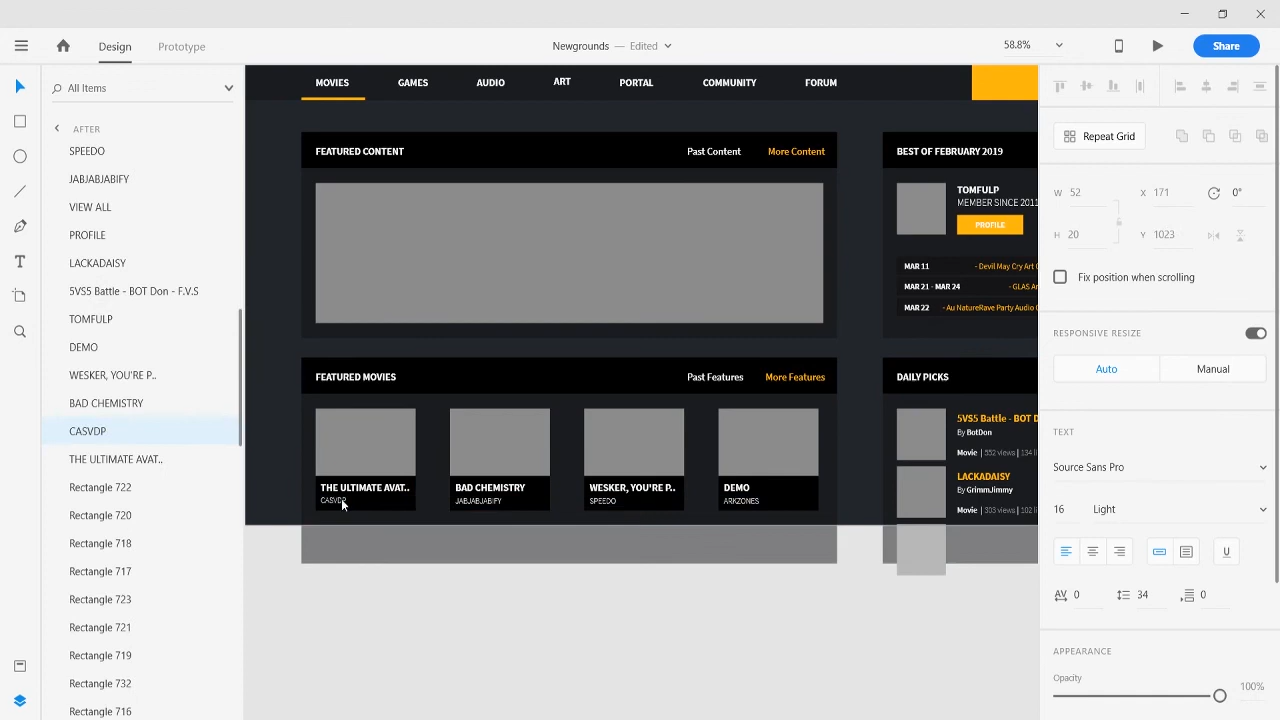 Design
Prototype
Newgrounds — Edited
58.8%
Share
All Items
AFTER
SPEEDO
JABJABJABIFY
VIEW ALL
PROFILE
LACKADAISY
5VS5 Battle - BOT Don - F.V.S
TOMFULP
DEMO
WESKER, YOU'RE P..
BAD CHEMISTRY
CASVDP
THE ULTIMATE AVAT..
Rectangle 722
Rectangle 720
Rectangle 718
Rectangle 717
Rectangle 723
Rectangle 721
Rectangle 719
Rectangle 732
Rectangle 716
MOVIES
GAMES
AUDIO
ART
PORTAL
COMMUNITY
FORUM
FEATURED CONTENT
Past Content
More Content
BEST OF FEBRUARY 2019
TOMFULP
MEMBER SINCE 2011
PROFILE
MAR 11 - Devil May Cry Art
MAR 21 - MAR 24 - GLAS
MAR 22 - Au NatureRave Party Audio
FEATURED MOVIES
Past Features
More Features
THE ULTIMATE AVAT..
CASVDP
BAD CHEMISTRY
JABJABJABIFY
WESKER, YOU'RE P..
SPEEDO
DEMO
ARKZONES
DAILY PICKS
5VS5 Battle - BOT
By BotDon
Movie | 552 views | 134
LACKADAISY
By GrimmJimmy
Movie | 303 views | 102
Repeat Grid
W 52
X 171
0°
H 20
Y 1023
Fix position when scrolling
RESPONSIVE RESIZE
Auto
Manual
TEXT
Source Sans Pro
16
Light
U
AV 0
34
0
APPEARANCE
Opacity
100%